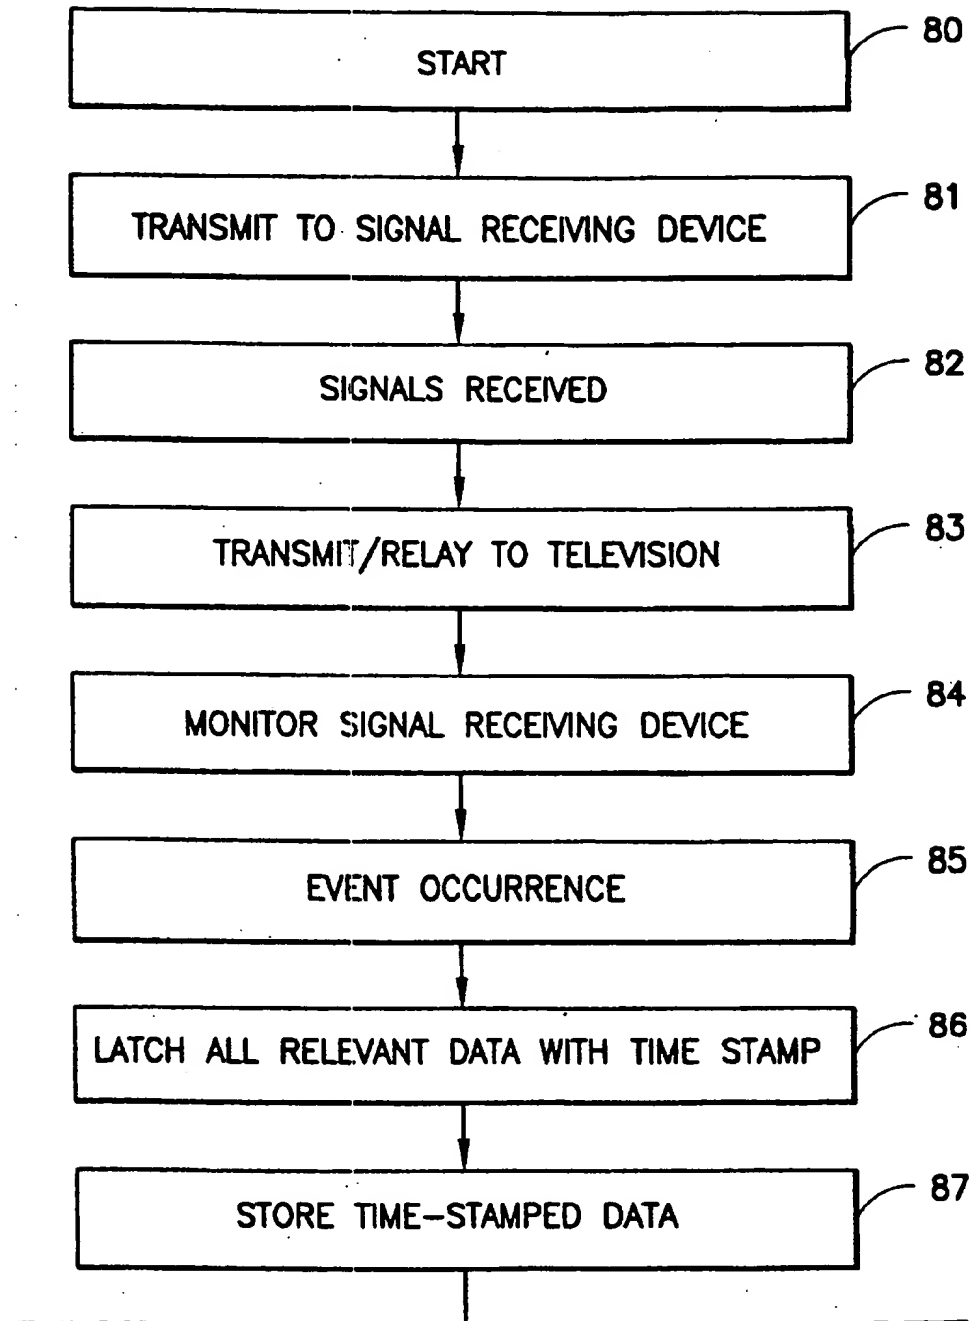 START 80
TRANSMIT TO SIGNAL RECEIVING DEVICE 81
SIGNALS RECEIVED 82
TRANSMIT/RELAY TO TELEVISION 83
MONITOR SIGNAL RECEIVING DEVICE 84
EVENT OCCURRENCE 85
LATCH ALL RELEVANT DATA WITH TIME STAMP 86
STORE TIME-STAMPED DATA 87